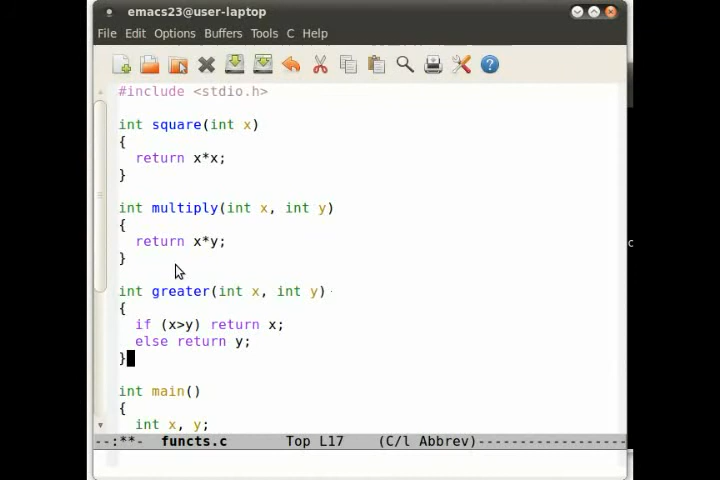 emacs23@user-laptop
File Edit Options Buffers Tools C Help
#include <stdio.h>
int square(int x)
{
return x*x;
}
int multiply(int x, int y)
{
return x*y;
}
int greater(int x, int y)
{
if (x>y) return x;
else return y;
}
int main()
{
int x, y;
--:**- functs.c Top L17 (C/l Abbrev)-----------------
c